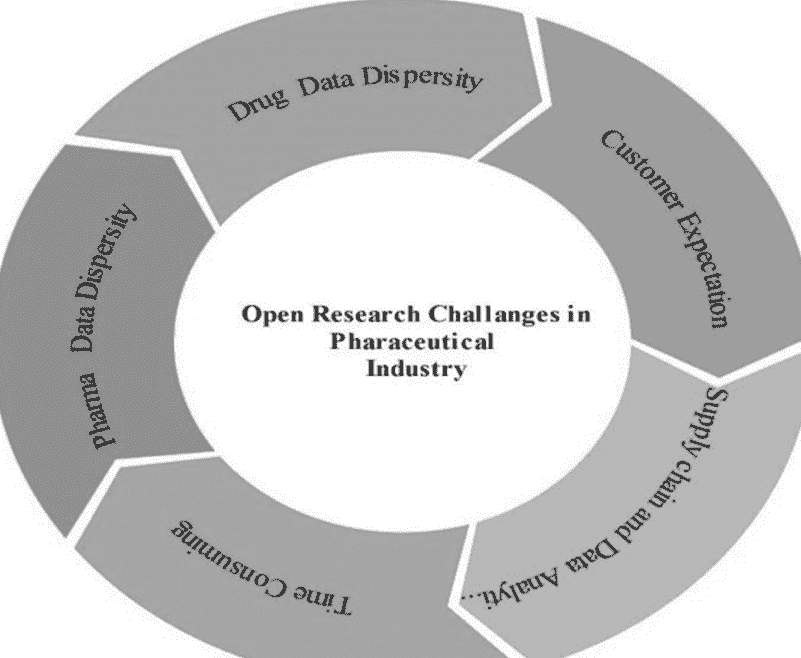 Drug Data Dispersity
Customer Expectation
Supply chain and Data Analyti...
Time Consuming
Pharma Data Dispersity
Open Research Challanges in
Pharaceutical
Industry